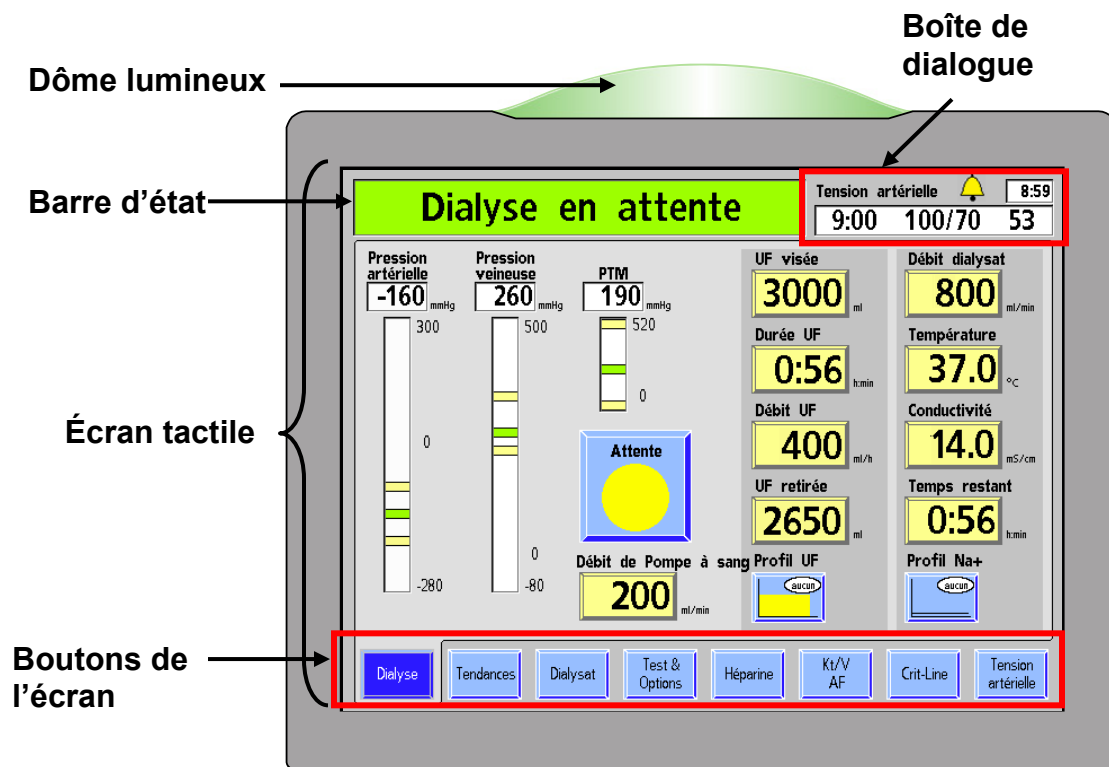 Boîte de
dialogue
Dôme lumineux
Barre d'état
Dialyse en attente
Tension artérielle 8:59
9:00 100/70 53
Pression
artérielle
-160 mmHg
300
0
-280
Pression
veineuse
260 mmHg
500
0
-80
PTM
190 mmHg
520
0
Attente
Débit de Pompe à sang
200 ml/min
UF visée
3000 ml
Durée UF
0:56 h:min
Débit UF
400 ml/h
UF retirée
2650 ml
Profil UF
aucun
Débit dialysat
800 ml/min
Température
37.0 °C
Conductivité
14.0 mS/cm
Temps restant
0:56 h:min
Profil Na+
aucun
Écran tactile
Boutons de
l'écran
Dialyse
Tendances
Dialysat
Test &
Options
Héparine
Kt/V
AF
Crit-Line
Tension
artérielle